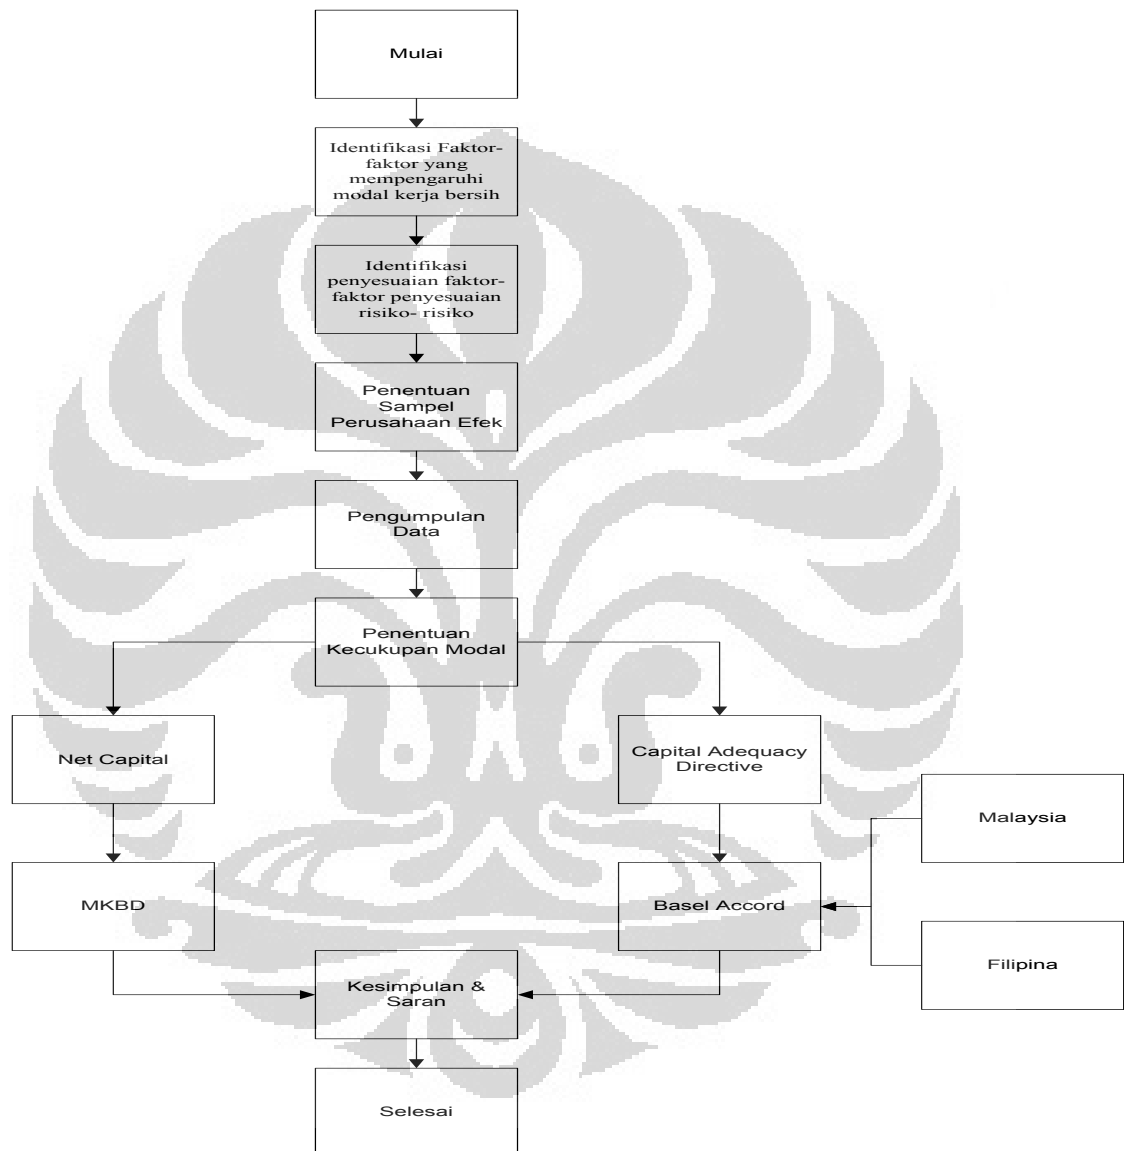 Mulai
Identifikasi Faktor-
faktor yang
mempengaruhi
modal kerja bersih
Identifikasi
penyesuaian faktor-
faktor penyesuaian
risiko- risiko
Penentuan
Sampel
Perusahaan Efek
Pengumpulan
Data
Penentuan
Kecukupan Modal
Net Capital
Capital Adequacy
Directive
Malaysia
MKBD
Basel Accord
Filipina
Kesimpulan &
Saran
Selesai